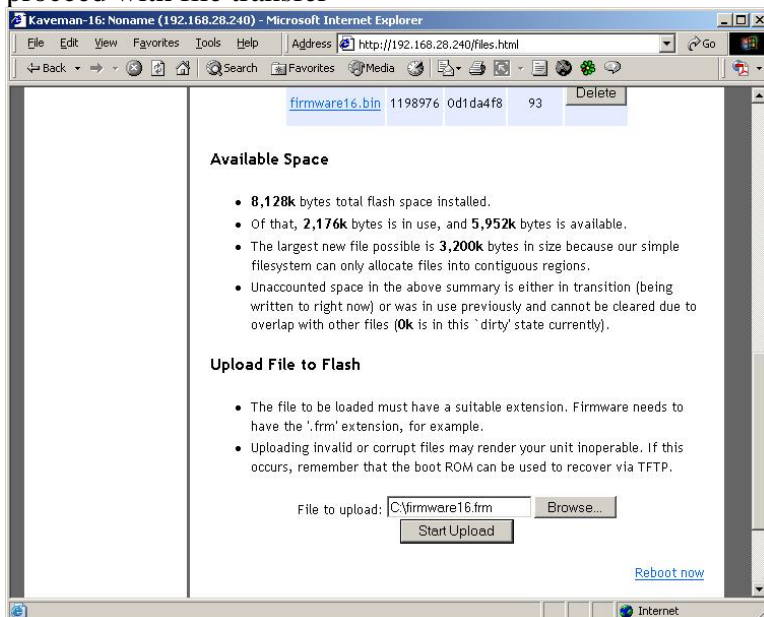 Kaveman-16: Noname (192.168.28.240) - Microsoft Internet Explorer
File Edit View Favorites Tools Help Address http://192.168.28.240/files.html Go
Back Search Favorites Media
firmware16.bin 1198976 0d1da4f8 93 Delete
Available Space
8,128k bytes total flash space installed.
Of that, 2,176k bytes is in use, and 5,952k bytes is available.
The largest new file possible is 3,200k bytes in size because our simple
filesystem can only allocate files into contiguous regions.
Unaccounted space in the above summary is either in transition (being
written to right now) or was in use previously and cannot be cleared due to
overlap with other files (0k is in this `dirty' state currently).
Upload File to Flash
The file to be loaded must have a suitable extension. Firmware needs to
have the '.frm' extension, for example.
Uploading invalid or corrupt files may render your unit inoperable. If this
occurs, remember that the boot ROM can be used to recover via TFTP.
File to upload: C:\firmware16.frm Browse...
Start Upload
Reboot now
Internet